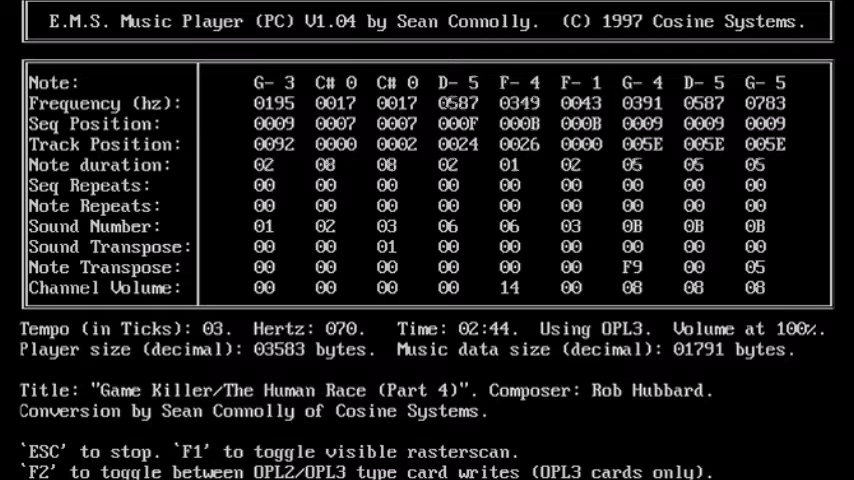 E.M.S. Music Player (PC) V1.04 by Sean Connolly. (C) 1997 Cosine Systems.
Note: G- 3 C# 0 C# 0 D- 5 F- 4 F- 1 G- 4 D- 5 G- 5
Frequency (hz): 0195 0017 0017 0587 0349 0043 0391 0587 0783
Seq Position: 0009 0007 0007 000F 000B 000B 0009 0009 0009
Track Position: 0092 0000 0002 0024 0026 0000 005E 005E 005E
Note duration: 02 08 08 02 01 02 05 05 05
Seq Repeats: 00 00 00 00 00 00 00 00 00
Note Repeats: 00 00 00 00 00 00 00 00 00
Sound Number: 01 02 03 06 06 03 0B 0B 0B
Sound Transpose: 00 00 01 00 00 00 00 00 00
Note Transpose: 00 00 00 00 00 00 F9 00 05
Channel Volume: 00 00 00 00 14 00 08 08 08
Tempo (in Ticks): 03. Hertz: 070. Time: 02:44. Using OPL3. Volume at 100%.
Player size (decimal): 03583 bytes. Music data size (decimal): 01791 bytes.
Title: "Game Killer/The Human Race (Part 4)". Composer: Rob Hubbard.
Conversion by Sean Connolly of Cosine Systems.
`ESC' to stop. `F1' to toggle visible rasterscan.
`F2' to toggle between OPL2/OPL3 type card writes (OPL3 cards only).